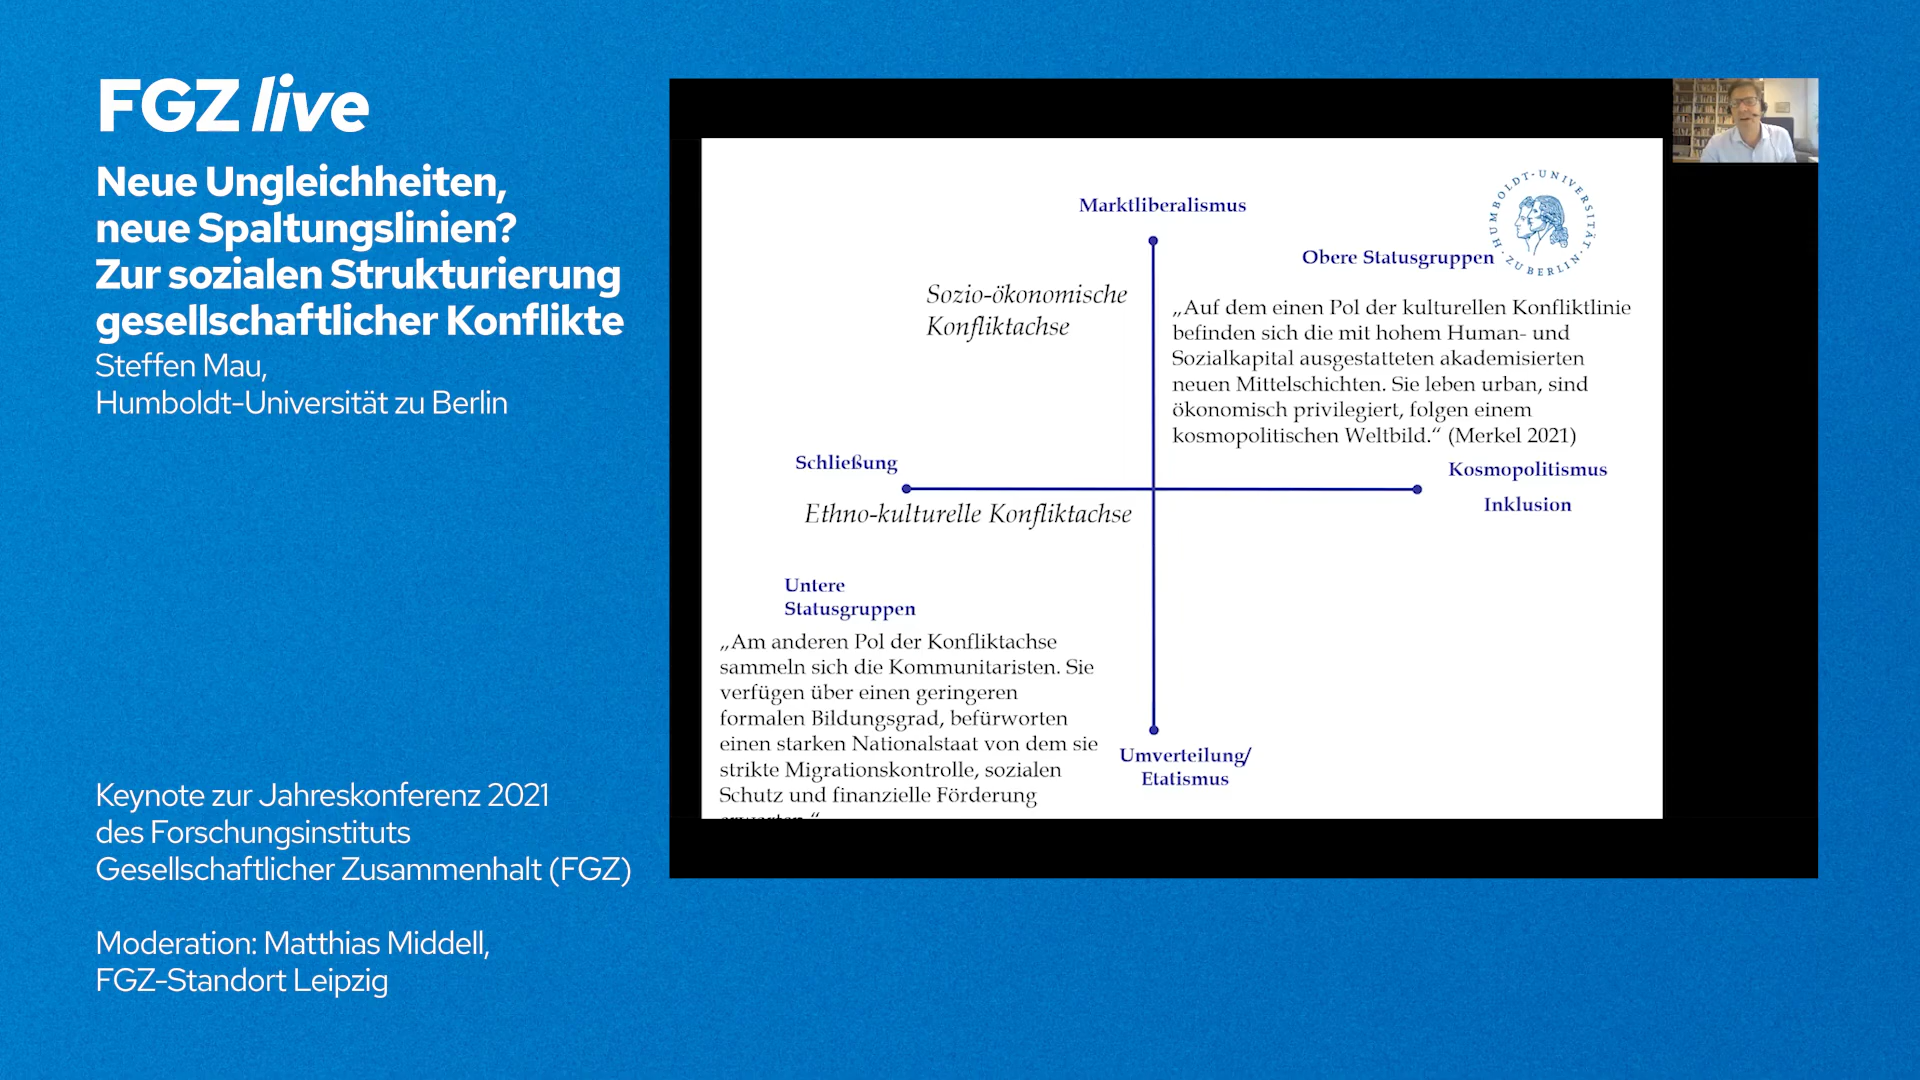 FGZ live
Neue Ungleichheiten,
neue Spaltungslinien?
Zur sozialen Strukturierung
gesellschaftlicher Konflikte
Steffen Mau,
Humboldt-Universität zu Berlin
Keynote zur Jahreskonferenz 2021
des Forschungsinstituts
Gesellschaftlicher Zusammenhalt (FGZ)
Moderation: Matthias Middell,
FGZ-Standort Leipzig
Marktliberalismus
HUMBOLDT-UNIVERSITÄT
ZU BERLIN
Obere Statusgruppen
Sozio-ökonomische
Konfliktachse
„Auf dem einen Pol der kulturellen Konfliktlinie
befinden sich die mit hohem Human- und
Sozialkapital ausgestatteten akademisierten
neuen Mittelschichten. Sie leben urban, sind
ökonomisch privilegiert, folgen einem
kosmopolitischen Weltbild.“ (Merkel 2021)
Schließung
Kosmopolitismus
Inklusion
Ethno-kulturelle Konfliktachse
Untere
Statusgruppen
„Am anderen Pol der Konfliktachse
sammeln sich die Kommunitaristen. Sie
verfügen über einen geringeren
formalen Bildungsgrad, befürworten
einen starken Nationalstaat von dem sie
strikte Migrationskontrolle, sozialen
Schutz und finanzielle Förderung
erwarten.“
Umverteilung/
Etatismus